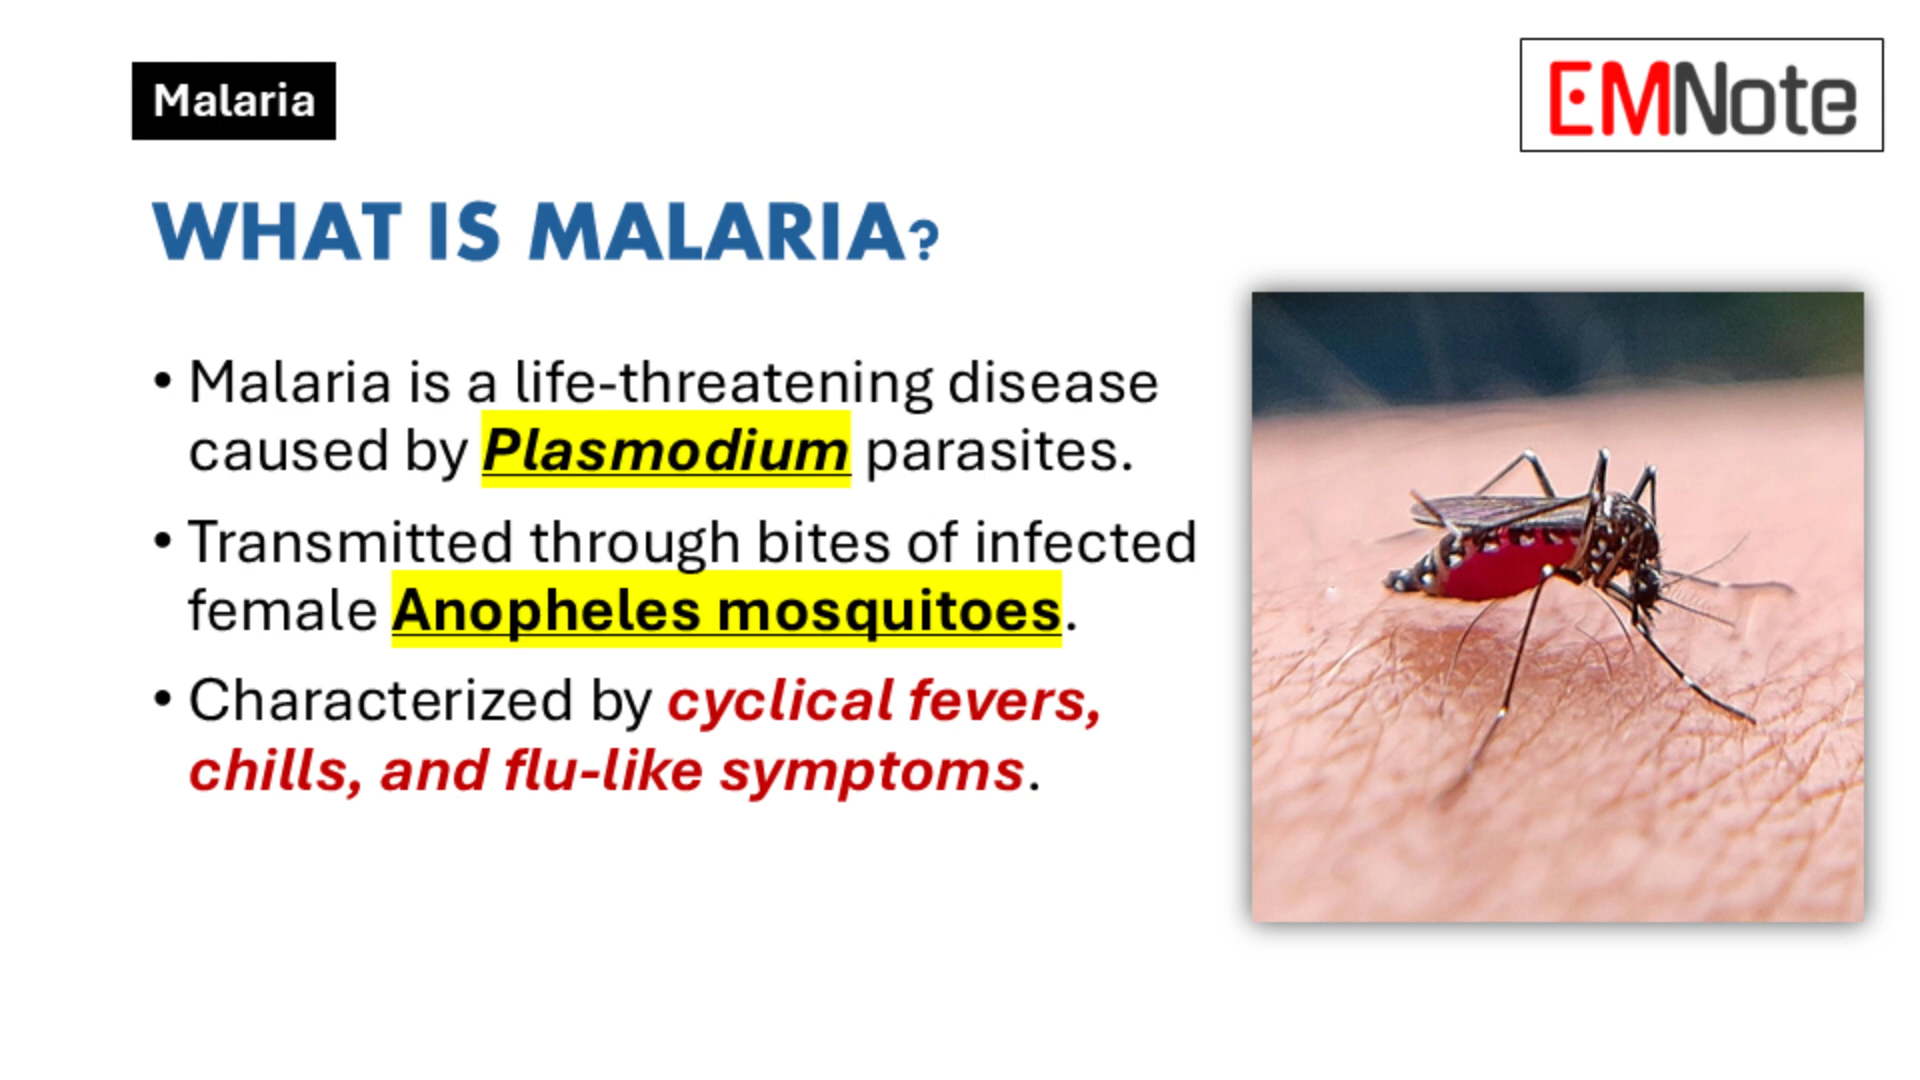 Malaria
EMNote
WHAT IS MALARIA?
• Malaria is a life-threatening disease
caused by Plasmodium parasites.
• Transmitted through bites of infected
female Anopheles mosquitoes.
• Characterized by cyclical fevers,
chills, and flu-like symptoms.